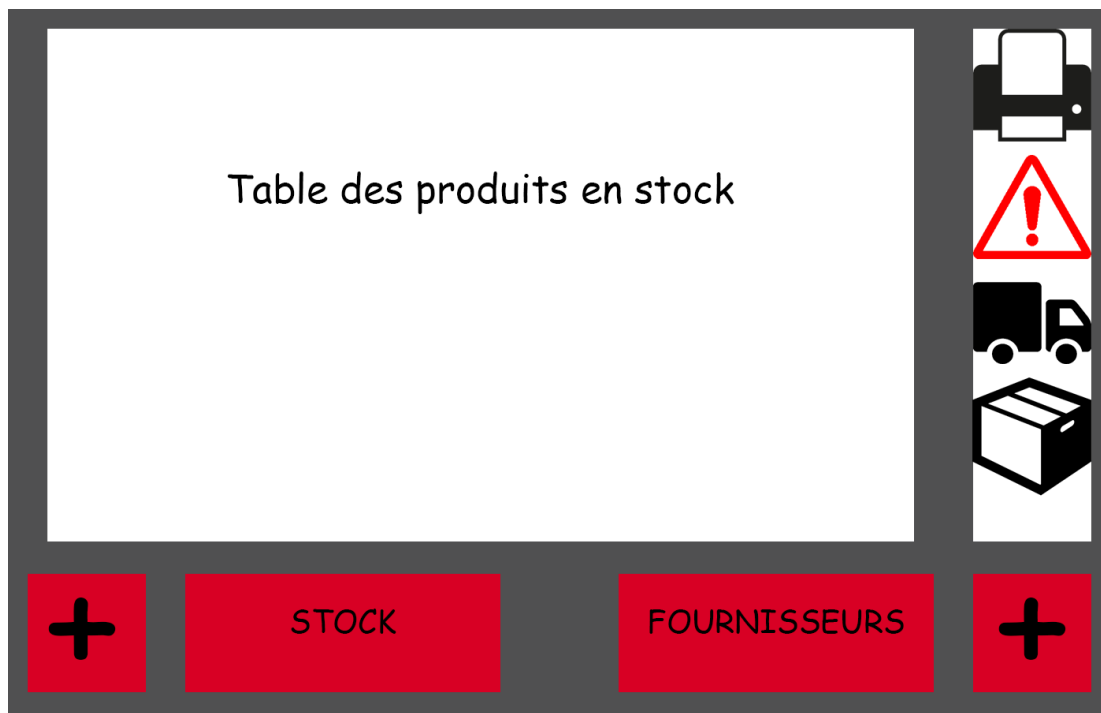 Table des produits en stock
+
STOCK
FOURNISSEURS
+